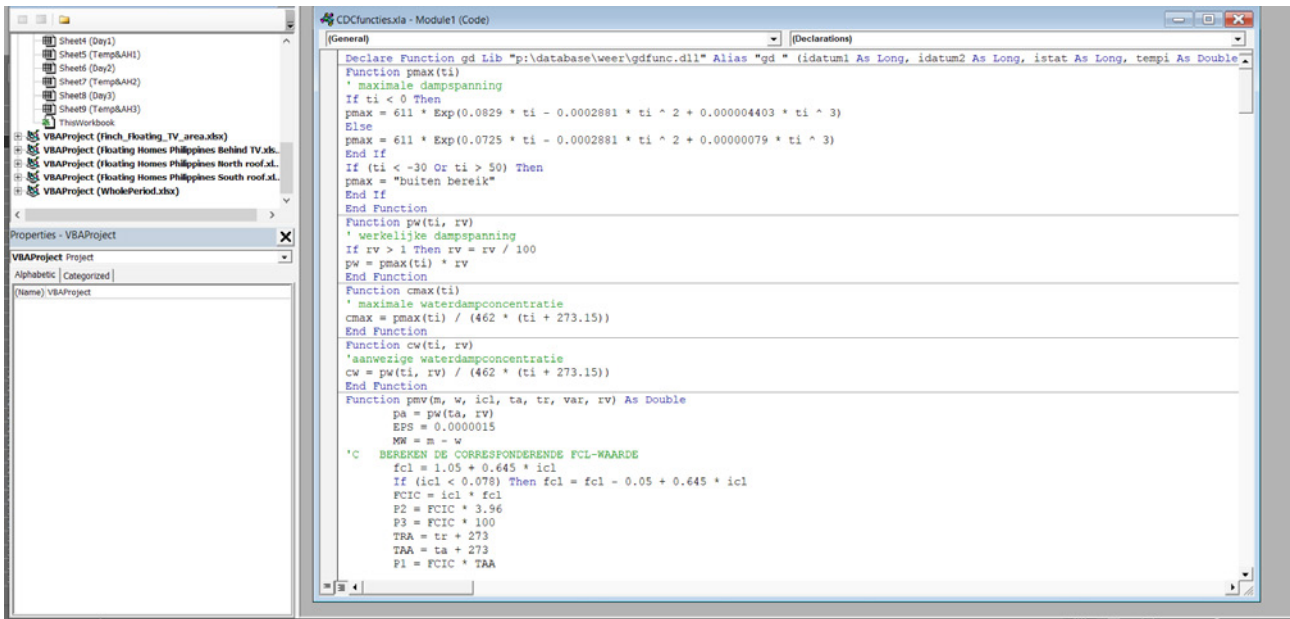 Sheet4 (Day1)
Sheet5 (Temp&AH1)
Sheet6 (Day2)
Sheet7 (Temp&AH2)
Sheet8 (Day3)
Sheet9 (Temp&AH3)
ThisWorkbook
VBAProject (Finch_Floating_TV_area.xlsx)
VBAProject (Floating Homes Philippines Behind TV.xls..
VBAProject (Floating Homes Philippines North roof.xl..
VBAProject (Floating Homes Philippines South roof.xl..
VBAProject (WholePeriod.xlsx)
Properties - VBAProject
VBAProject Project
Alphabetic Categorized
(Name) VBAProject
CDCfuncties.xla - Module1 (Code)
(General) (Declarations)
Declare Function gd Lib "p:\database\weer\gdfunc.dll" Alias "gd " (idatum1 As Long, idatum2 As Long, istat As Long, tempi As Double
Function pmax(ti)
' maximale dampspanning
If ti < 0 Then
pmax = 611 * Exp(0.0829 * ti - 0.0002881 * ti ^ 2 + 0.000004403 * ti ^ 3)
Else
pmax = 611 * Exp(0.0725 * ti - 0.0002881 * ti ^ 2 + 0.00000079 * ti ^ 3)
End If
If (ti < -30 Or ti > 50) Then
pmax = "buiten bereik"
End If
End Function
Function pw(ti, rv)
' werkelijke dampspanning
If rv > 1 Then rv = rv / 100
pw = pmax(ti) * rv
End Function
Function cmax(ti)
' maximale waterdampconcentratie
cmax = pmax(ti) / (462 * (ti + 273.15))
End Function
Function cw(ti, rv)
'aanwezige waterdampconcentratie
cw = pw(ti, rv) / (462 * (ti + 273.15))
End Function
Function pmv(m, w, icl, ta, tr, var, rv) As Double
pa = pw(ta, rv)
EPS = 0.0000015
MW = m - w
'C BEREKEN DE CORRESPONDERENDE FCL-WAARDE
fcl = 1.05 + 0.645 * icl
If (icl < 0.078) Then fcl = fcl - 0.05 + 0.645 * icl
FCIC = icl * fcl
P2 = FCIC * 3.96
P3 = FCIC * 100
TRA = tr + 273
TAA = ta + 273
P1 = FCIC * TAA